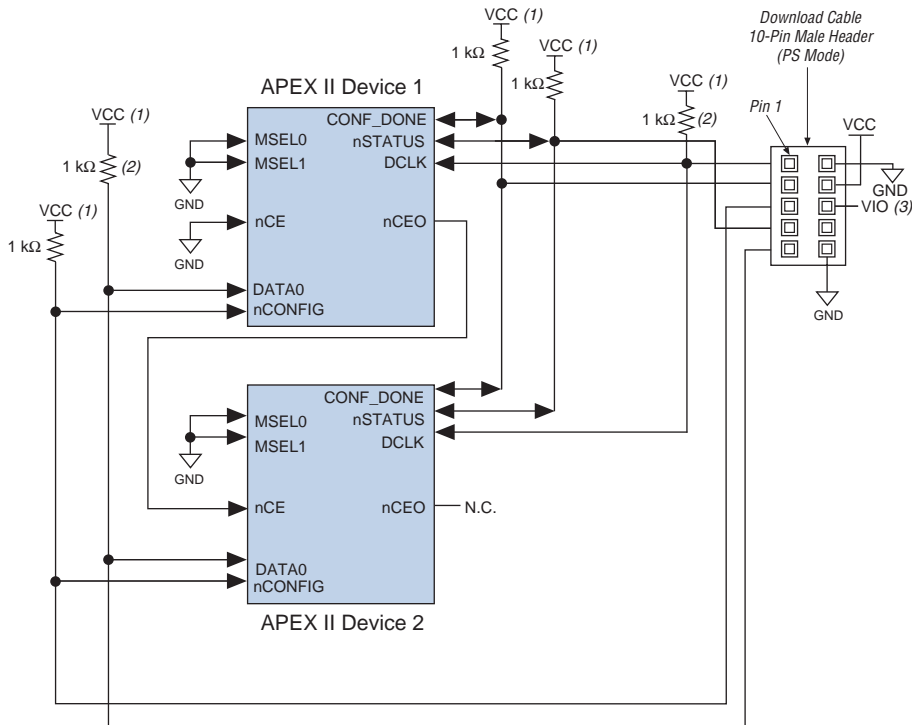 Download Cable
10-Pin Male Header
(PS Mode)
VCC (1)
1 kΩ
VCC (1)
1 kΩ
VCC (1)
1 kΩ
(2)
Pin 1
VCC
GND
VIO (3)
GND
VCC (1)
1 kΩ
(2)
VCC (1)
1 kΩ
APEX II Device 1
CONF_DONE
MSEL0
nSTATUS
MSEL1
DCLK
GND
nCE
nCEO
GND
DATA0
nCONFIG
CONF_DONE
MSEL0
nSTATUS
MSEL1
DCLK
GND
nCE
nCEO
N.C.
DATA0
nCONFIG
APEX II Device 2